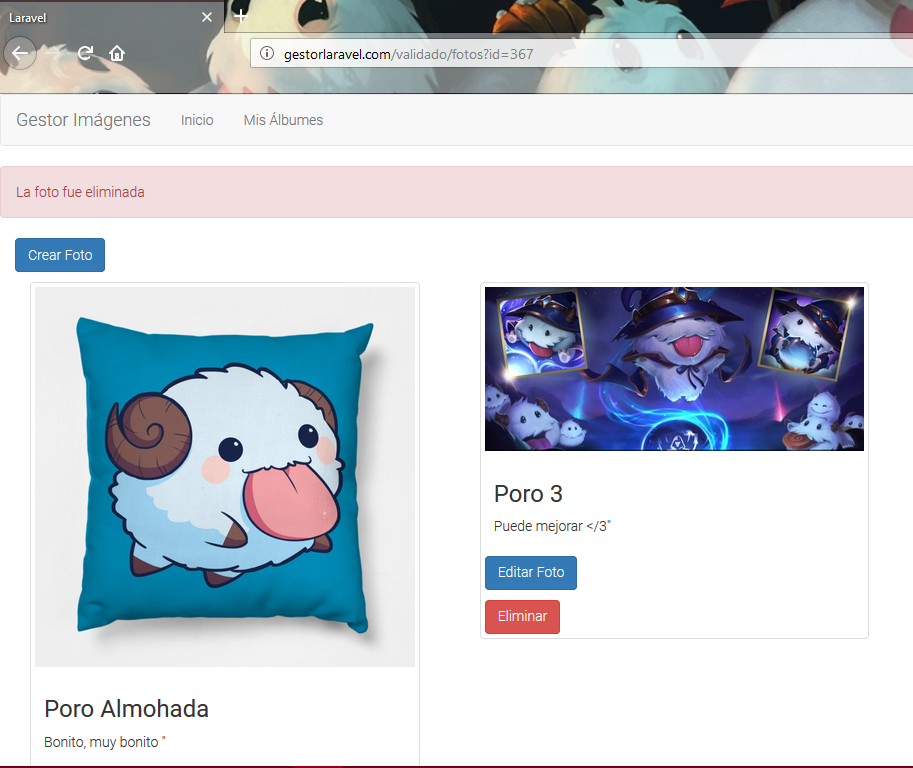 Laravel
gestorlaravel.com/validado/fotos?id=367
Gestor Imágenes Inicio Mis Álbumes
La foto fue eliminada
Crear Foto
Poro Almohada
Bonito, muy bonito "
Poro 3
Puede mejorar </3"
Editar Foto
Eliminar